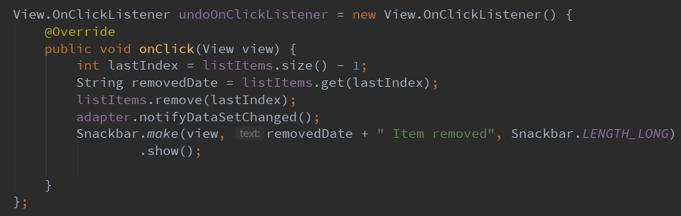 View.OnClickListener undoOnClickListener = new View.OnClickListener() {
@Override
public void onClick(View view) {
int lastIndex = listItems.size() - 1;
String removedDate = listItems.get(lastIndex);
listItems.remove(lastIndex);
adapter.notifyDataSetChanged();
Snackbar.make(view, text: removedDate + " Item removed", Snackbar.LENGTH_LONG)
.show();
}
};